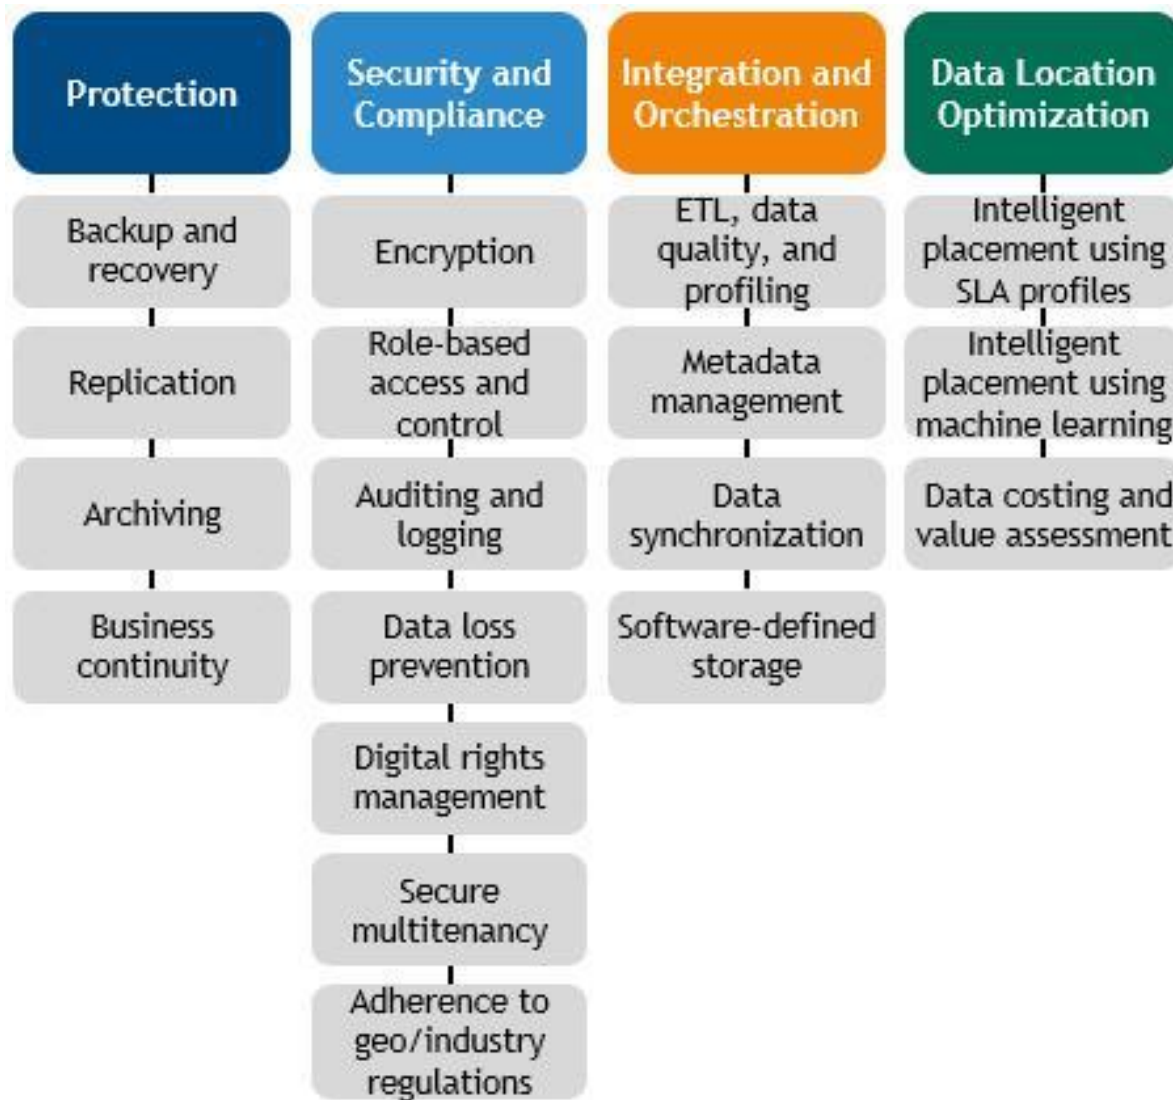 Protection
Backup and
recovery
Replication
Archiving
Business
continuity
Security and
Compliance
Encryption
Role-based
access and
control
Auditing and
logging
Data loss
prevention
Digital rights
management
Secure
multitenancy
Adherence to
geo/industry
regulations
Integration and
Orchestration
ETL, data
quality, and
profiling
Metadata
management
Data
synchronization
Software-defined
storage
Data Location
Optimization
Intelligent
placement using
SLA profiles
Intelligent
placement using
machine learning
Data costing and
value assessment